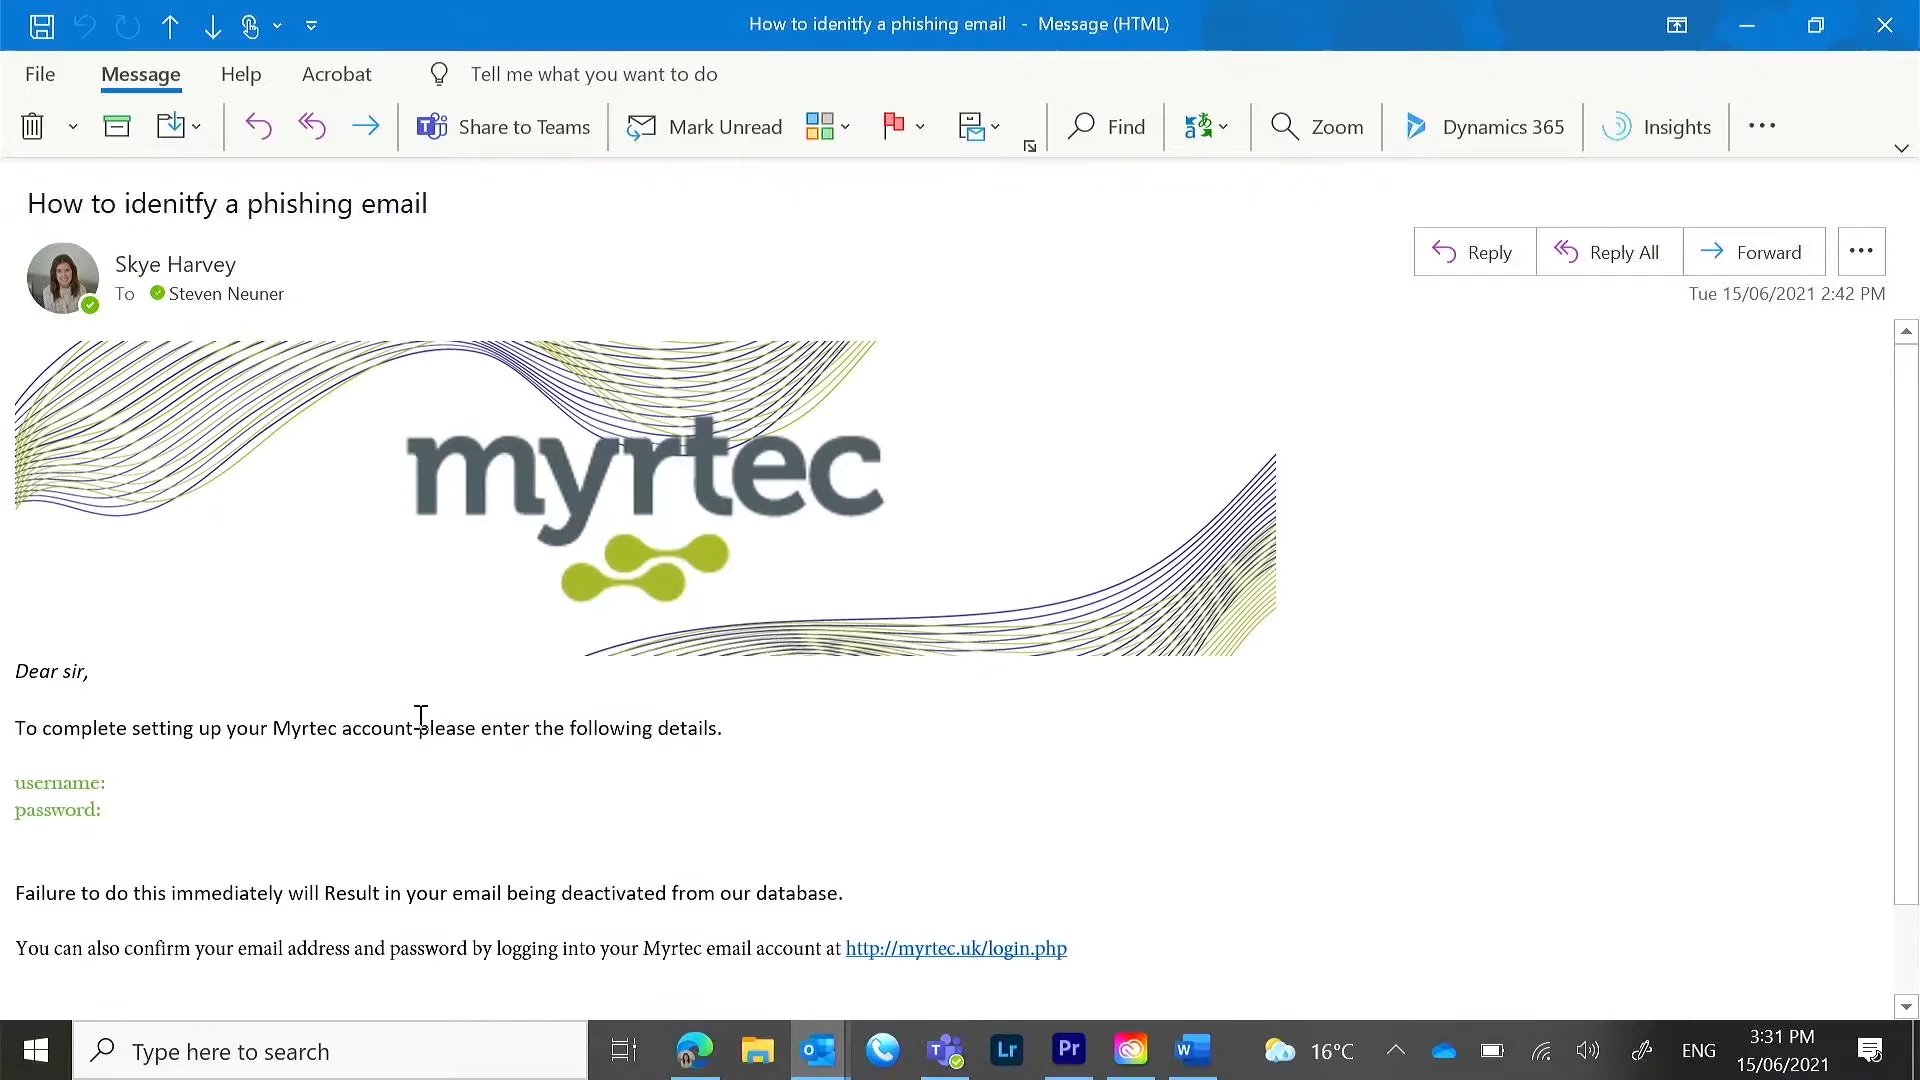 How to idenitfy a phishing email - Message (HTML)
File Message Help Acrobat Tell me what you want to do
Share to Teams Mark Unread Find Zoom Dynamics 365 Insights
How to idenitfy a phishing email
Skye Harvey
To Steven Neuner
Reply Reply All Forward
Tue 15/06/2021 2:42 PM
myrtec
Dear sir,
To complete setting up your Myrtec account please enter the following details.
username:
password:
Failure to do this immediately will Result in your email being deactivated from our database.
You can also confirm your email address and password by logging into your Myrtec email account at http://myrtec.uk/login.php
Type here to search
Lr
Pr
16°C
ENG
3:31 PM
15/06/2021